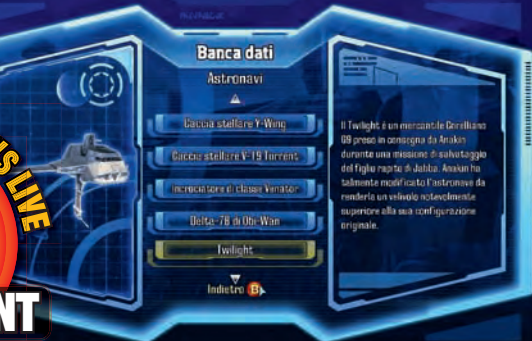 Banca dati
Astronavi
Caccia stellare Y-Wing
Caccia stellare V-19 Torrent
Incrociatore di classe Venator
Delta-7B di Obi-Wan
Twilight
Indietro B
Il Twilight è un mercantile Corelliano
G9 preso in consegna da Anakin
durante una missione di salvataggio
del figlio rapito di Jabba. Anakin ha
talmente modificato l'astronave da
renderla un velivolo notevolmente
superiore alla sua configurazione
originale.
S LIVE
NT